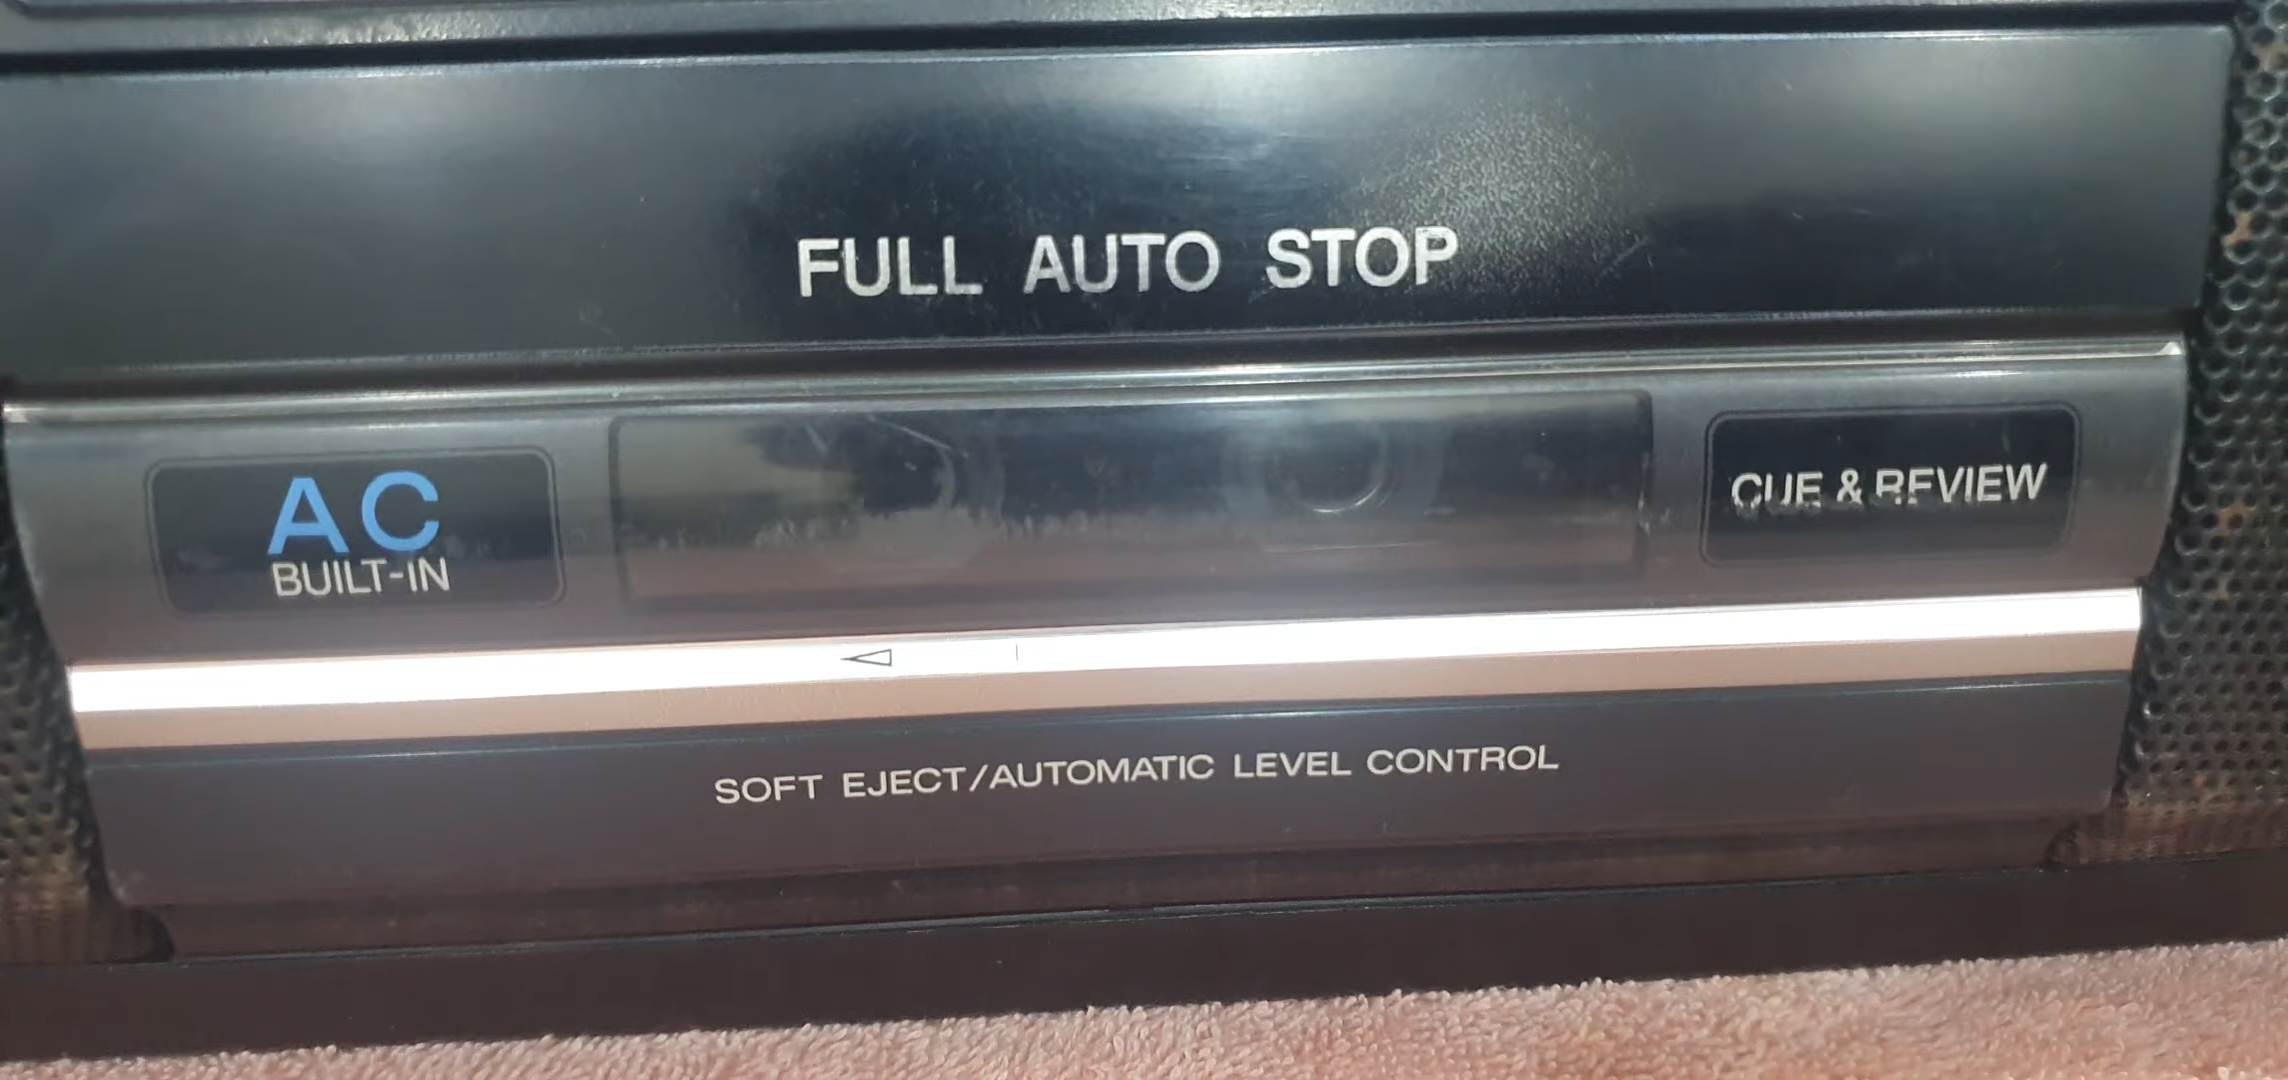 FULL AUTO STOP
AC
BUILT-IN
CUE & REVIEW
SOFT EJECT/AUTOMATIC LEVEL CONTROL